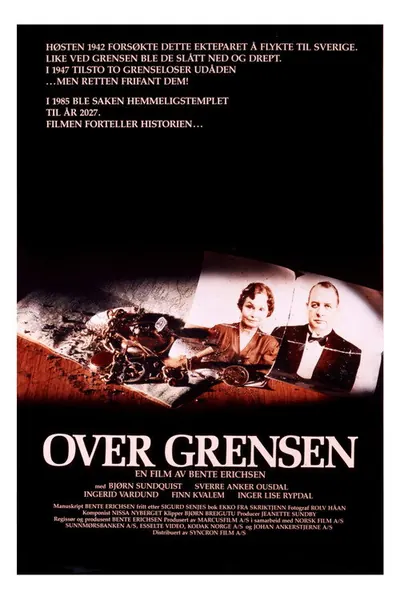 HØSTEN 1942 FORSØKTE DETTE EKTEPARET Å FLYKTE TIL SVERIGE.
LIKE VED GRENSEN BLE DE SLÅTT NED OG DREPT.
I 1947 TILSTO TO GRENSELOSER UDÅDEN
...MEN RETTEN FRIFANT DEM!
I 1985 BLE SAKEN HEMMELIGSTEMPLET
TIL ÅR 2027.
FILMEN FORTELLER HISTORIEN...
OVER GRENSEN
EN FILM AV BENTE ERICHSEN
med BJØRN SUNDQUIST SVERRE ANKER OUSDAL
INGERID VARDUND FINN KVALEM INGER LISE RYPDAL
Manuskript BENTE ERICHSEN fritt etter SIGURD SENJES bok EKKO FRA SKRIKTJENN Fotograf ROLV HÅAN
Komponist NISSA NYBERGET Klipper BJØRN BREIGUTU Producer JEANETTE SUNDBY
Regissør og produsent BENTE ERICHSEN Produsert av MARCUSFILM A/S i samarbeid med NORSK FILM A/S
SUNNMØRSBANKEN A/S, ESSELTE VIDEO, KODAK NORGE A/S og JOHAN ANKERSTJERNE A/S
Distribuert av SYNCRON FILM A/S